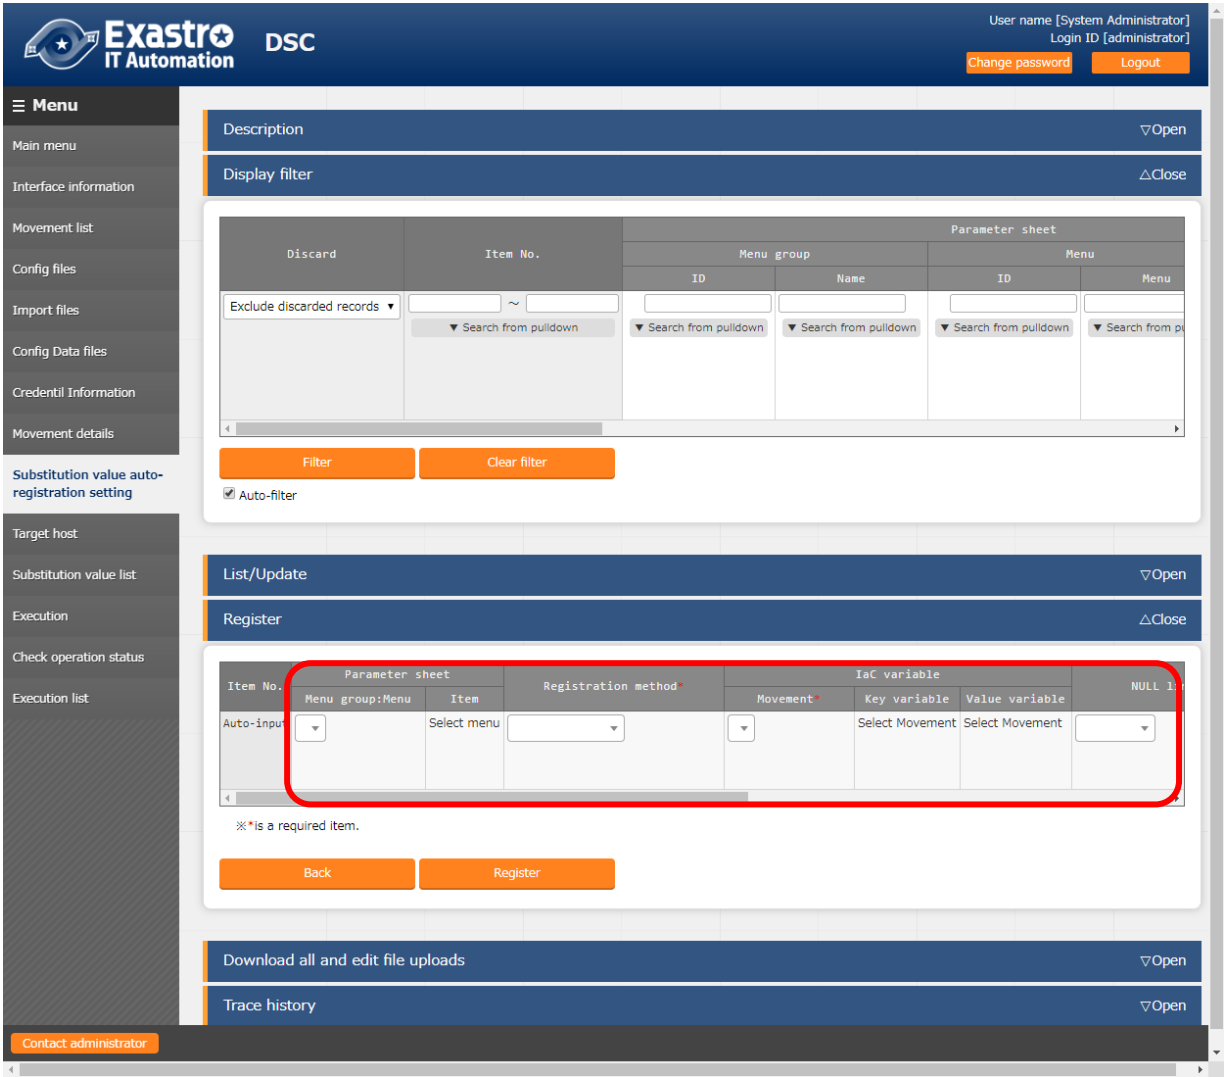 Exastro
IT Automation
DSC
User name [System Administrator]
Login ID [administrator]
Change password
Logout
Menu
Main menu
Interface information
Movement list
Config files
Import files
Config Data files
Credentil Information
Movement details
Substitution value auto-
registration setting
Target host
Substitution value list
Execution
Check operation status
Execution list
Description
▽Open
Display filter
△Close
Parameter sheet
Discard
Item No.
Menu group
Menu
ID
Name
ID
Menu
Exclude discarded records ▼
~
▼ Search from pulldown
▼ Search from pulldown
▼ Search from pulldown
▼ Search from pulldown
▼ Search from pu
Filter
Clear filter
Auto-filter
List/Update
▽Open
Register
△Close
Item No.
Parameter sheet
Registration method*
IaC variable
NULL lin
Menu group:Menu
Item
Movement*
Key variable
Value variable
Auto-input
Select menu
Select Movement
Select Movement
※*is a required item.
Back
Register
Download all and edit file uploads
▽Open
Trace history
▽Open
Contact administrator